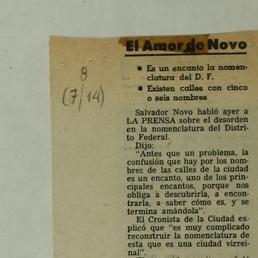 El Amor de Novo
8
(7/14)
● Es un encanto la nomen-
clatura del D. F.
● Existen calles con cinco
o seis nombres
Salvador Novo habló ayer a
LA PRENSA sobre el desorden
en la nomenclatura del Distri-
to Federal.
Dijo:
"Antes que un problema, la
confusión que hay por los nom-
bres de las calles de la ciudad
es un encanto, uno de los prin-
cipales encantos, porque nos
obliga a descubrirla, a encon-
trarla, a saber cómo es, y se
termina amándola".
El Cronista de la Ciudad ex-
plicó que "es muy complicado
reconstruir la nomenclatura de
esta que es una ciudad virrei-
nal".